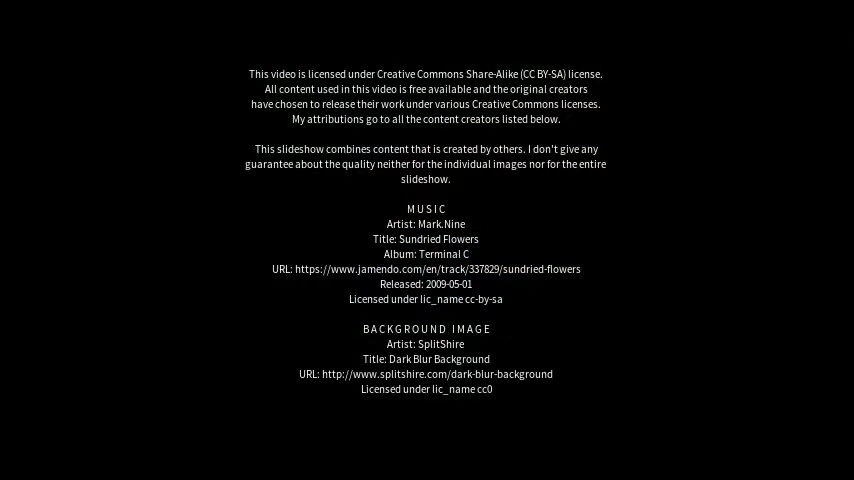 This video is licensed under Creative Commons Share-Alike (CC BY-SA) license.
All content used in this video is free available and the original creators
have chosen to release their work under various Creative Commons licenses.
My attributions go to all the content creators listed below.
This slideshow combines content that is created by others. I don't give any
guarantee about the quality neither for the individual images nor for the entire
slideshow.
MUSIC
Artist: Mark.Nine
Title: Sundried Flowers
Album: Terminal C
URL: https://www.jamendo.com/en/track/337829/sundried-flowers
Released: 2009-05-01
Licensed under lic_name cc-by-sa
BACKGROUND IMAGE
Artist: SplitShire
Title: Dark Blur Background
URL: http://www.splitshire.com/dark-blur-background
Licensed under lic_name cc0